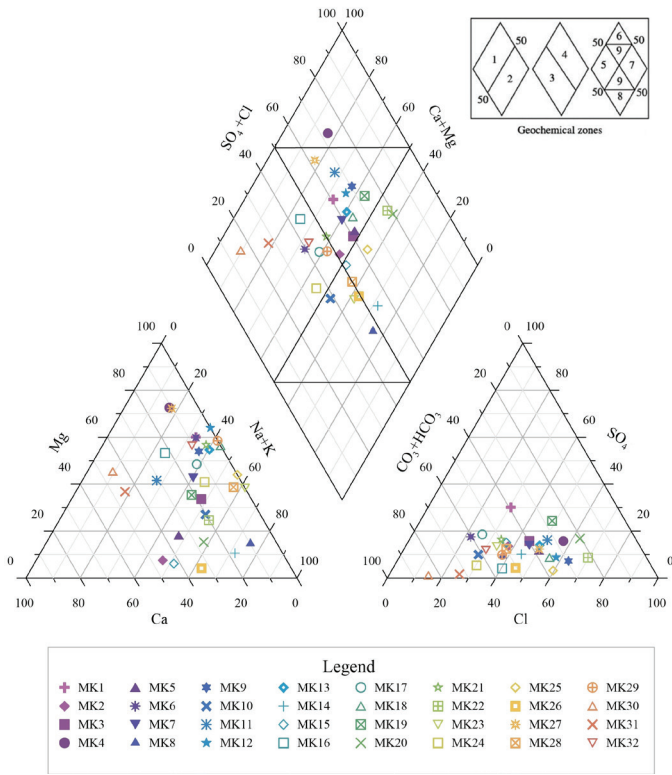 100 100
80 80
60 60
40 40
20 20
0 0
SO4+Cl
Ca+Mg
50 50
6
9
4
1
5 7
2
3
9
50 50
50
8
Geochemical zones
100 0
80 20
60 40
40 60
20 80
0 100
Mg
Na+K
100 80 60 40 20 0
Ca
100 0
80 20
60 40
40 60
20 80
0 100
CO3+HCO3
SO4
0 20 40 60 80 100
Cl
Legend
MK1 MK5 MK9 MK13 MK17 MK21 MK25 MK29
MK2 MK6 MK10 MK14 MK18 MK22 MK26 MK30
MK3 MK7 MK11 MK15 MK19 MK23 MK27 MK31
MK4 MK8 MK12 MK16 MK20 MK24 MK28 MK32